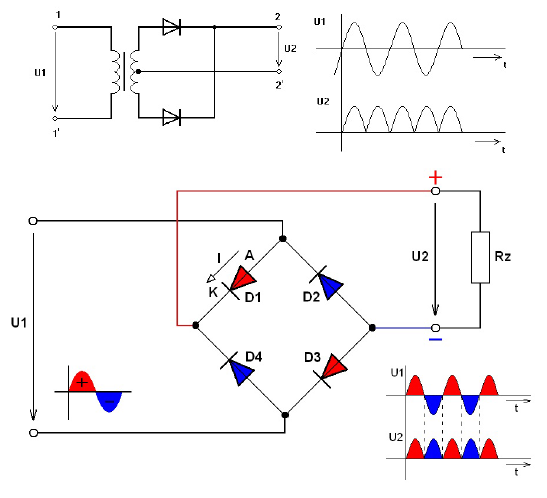 1
2
U1
U2
1'
2'
U1
t
U2
t
+
I
A
K
D1
D2
U2
Rz
U1
D4
D3
−
+
−
U1
t
U2
t